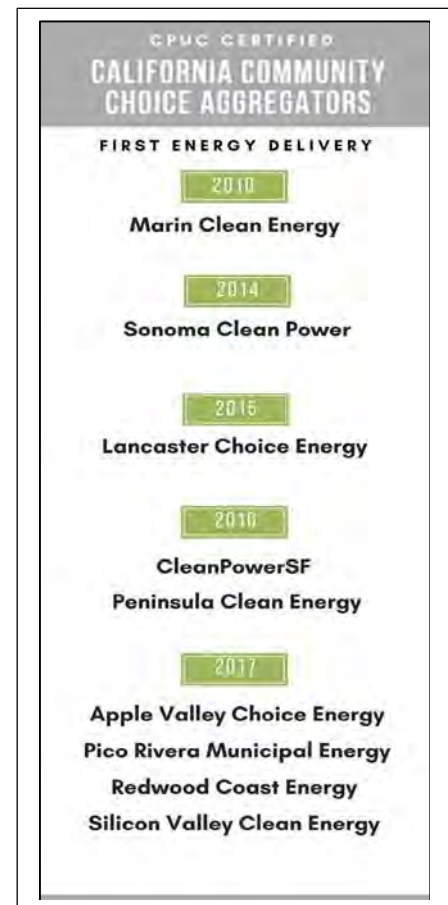 CPUC CERTIFIED
CALIFORNIA COMMUNITY
CHOICE AGGREGATORS
FIRST ENERGY DELIVERY
2010
Marin Clean Energy
2014
Sonoma Clean Power
2015
Lancaster Choice Energy
2016
CleanPowerSF
Peninsula Clean Energy
2017
Apple Valley Choice Energy
Pico Rivera Municipal Energy
Redwood Coast Energy
Silicon Valley Clean Energy